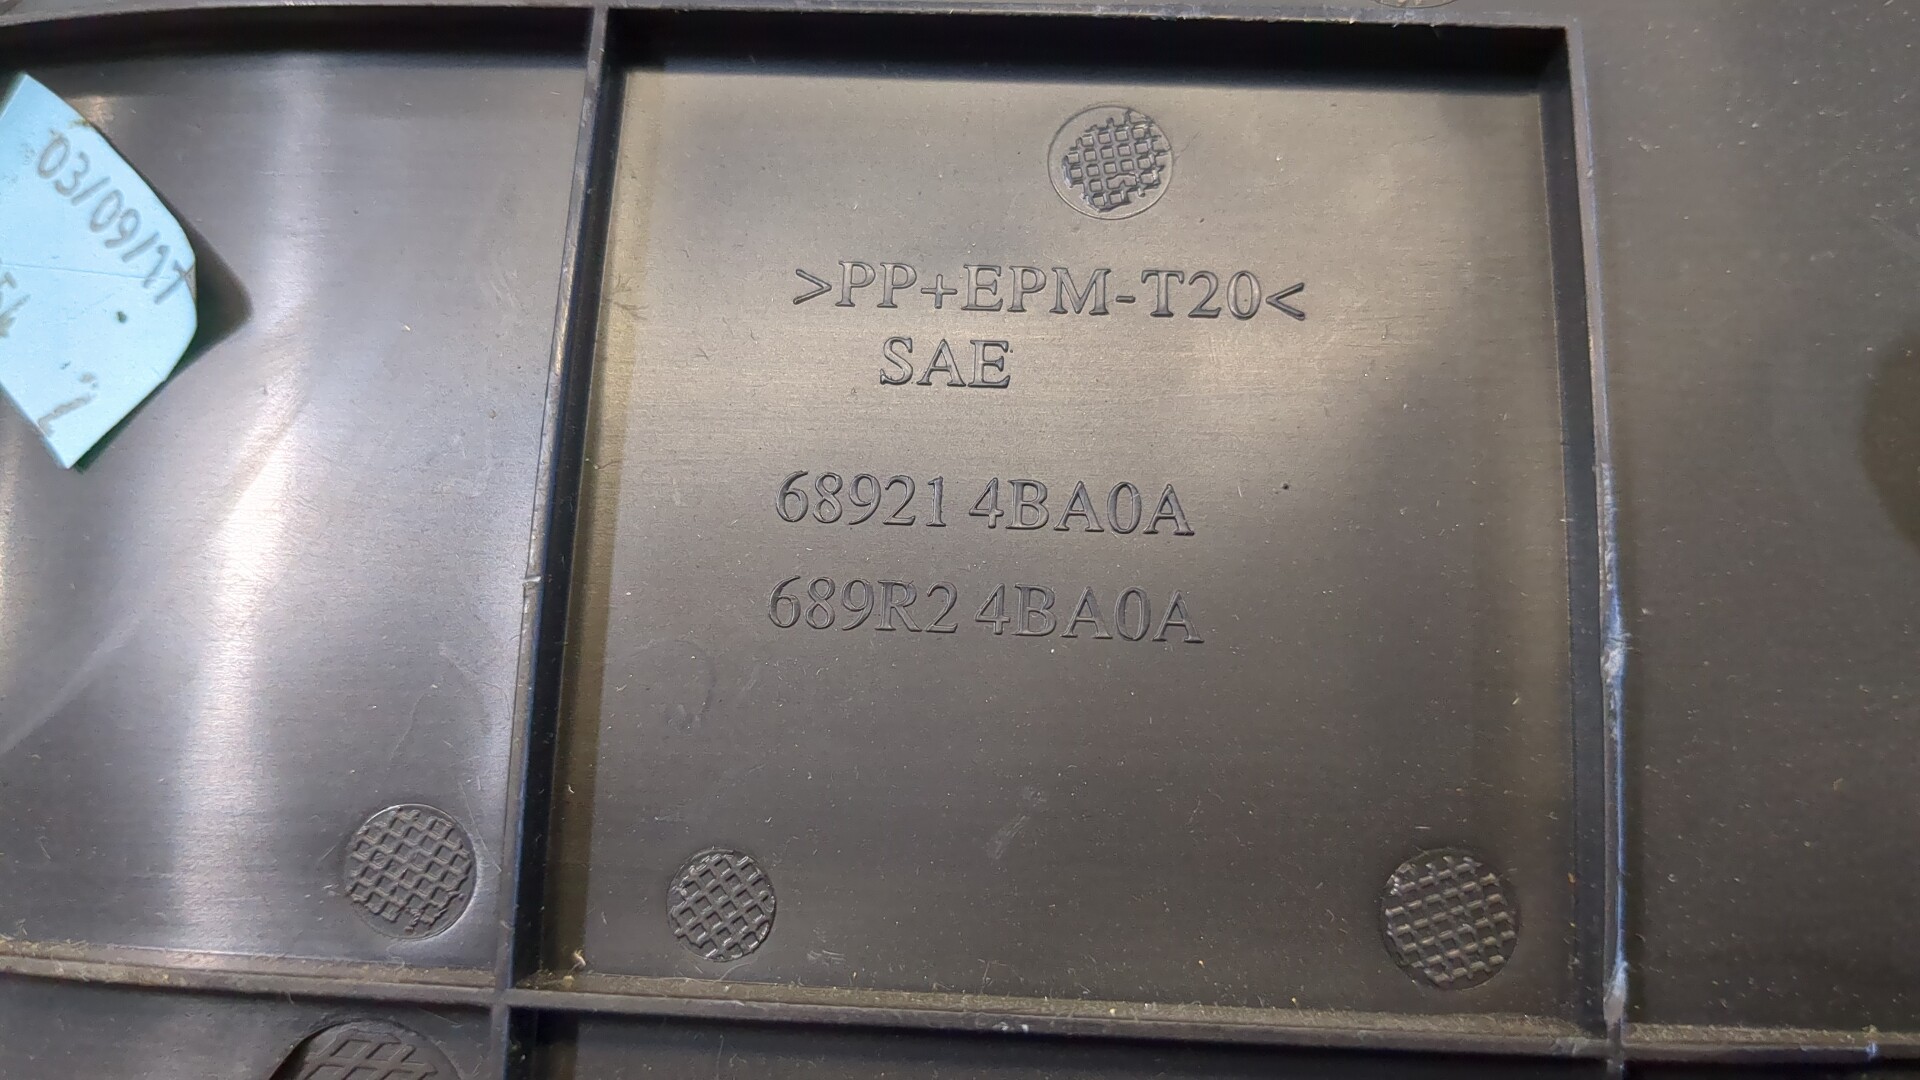 03/09/17
>PP+EPM-T20<
SAE
68921 4BA0A
689R2 4BA0A